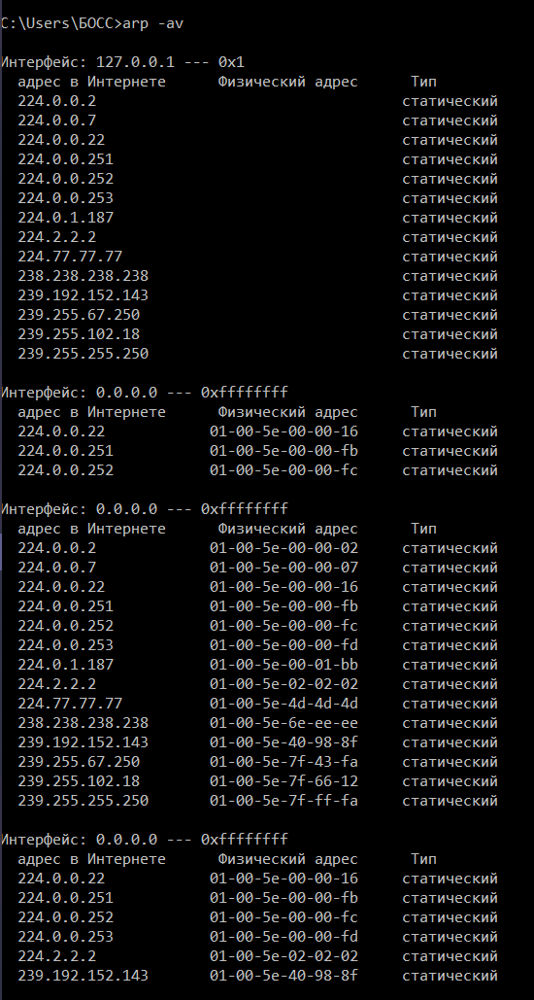 C:\Users\БОСС>arp -av
Интерфейс: 127.0.0.1 --- 0x1
адрес в Интернете Физический адрес Тип
224.0.0.2 статический
224.0.0.7 статический
224.0.0.22 статический
224.0.0.251 статический
224.0.0.252 статический
224.0.0.253 статический
224.0.1.187 статический
224.2.2.2 статический
224.77.77.77 статический
238.238.238.238 статический
239.192.152.143 статический
239.255.67.250 статический
239.255.102.18 статический
239.255.255.250 статический
Интерфейс: 0.0.0.0 --- 0xffffffff
адрес в Интернете Физический адрес Тип
224.0.0.22 01-00-5e-00-00-16 статический
224.0.0.251 01-00-5e-00-00-fb статический
224.0.0.252 01-00-5e-00-00-fc статический
Интерфейс: 0.0.0.0 --- 0xffffffff
адрес в Интернете Физический адрес Тип
224.0.0.2 01-00-5e-00-00-02 статический
224.0.0.7 01-00-5e-00-00-07 статический
224.0.0.22 01-00-5e-00-00-16 статический
224.0.0.251 01-00-5e-00-00-fb статический
224.0.0.252 01-00-5e-00-00-fc статический
224.0.0.253 01-00-5e-00-00-fd статический
224.0.1.187 01-00-5e-00-01-bb статический
224.2.2.2 01-00-5e-02-02-02 статический
224.77.77.77 01-00-5e-4d-4d-4d статический
238.238.238.238 01-00-5e-6e-ee-ee статический
239.192.152.143 01-00-5e-40-98-8f статический
239.255.67.250 01-00-5e-7f-43-fa статический
239.255.102.18 01-00-5e-7f-66-12 статический
239.255.255.250 01-00-5e-7f-ff-fa статический
Интерфейс: 0.0.0.0 --- 0xffffffff
адрес в Интернете Физический адрес Тип
224.0.0.22 01-00-5e-00-00-16 статический
224.0.0.251 01-00-5e-00-00-fb статический
224.0.0.252 01-00-5e-00-00-fc статический
224.0.0.253 01-00-5e-00-00-fd статический
224.2.2.2 01-00-5e-02-02-02 статический
239.192.152.143 01-00-5e-40-98-8f статический